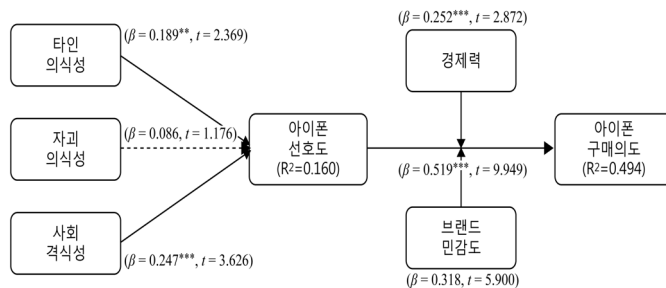 (β = 0.189**, t = 2.369)
타인
의식성
(β = 0.086, t = 1.176)
자괴
의식성
사회
격식성
(β = 0.247***, t = 3.626)
아이폰
선호도
(R²=0.160)
(β = 0.252***, t = 2.872)
경제력
(β = 0.519***, t = 9.949)
브랜드
민감도
(β = 0.318, t = 5.900)
아이폰
구매의도
(R²=0.494)